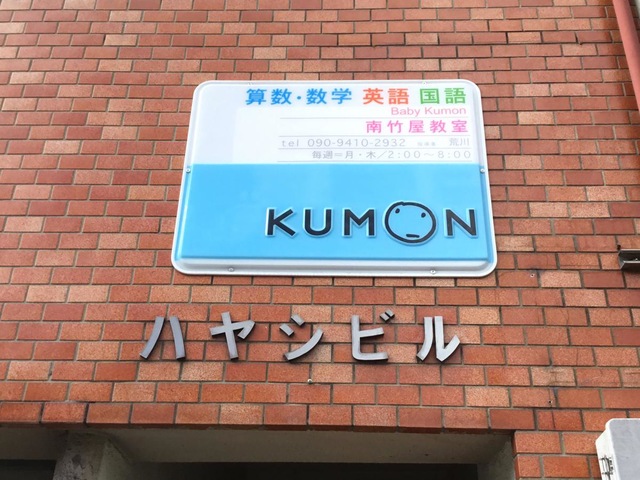 算数・数学 英語 国語
Baby Kumon
南竹屋教室
tel 090-9410-2932 荒川
毎週=月・木/2:00〜8:00
KUMON
ハヤシビル